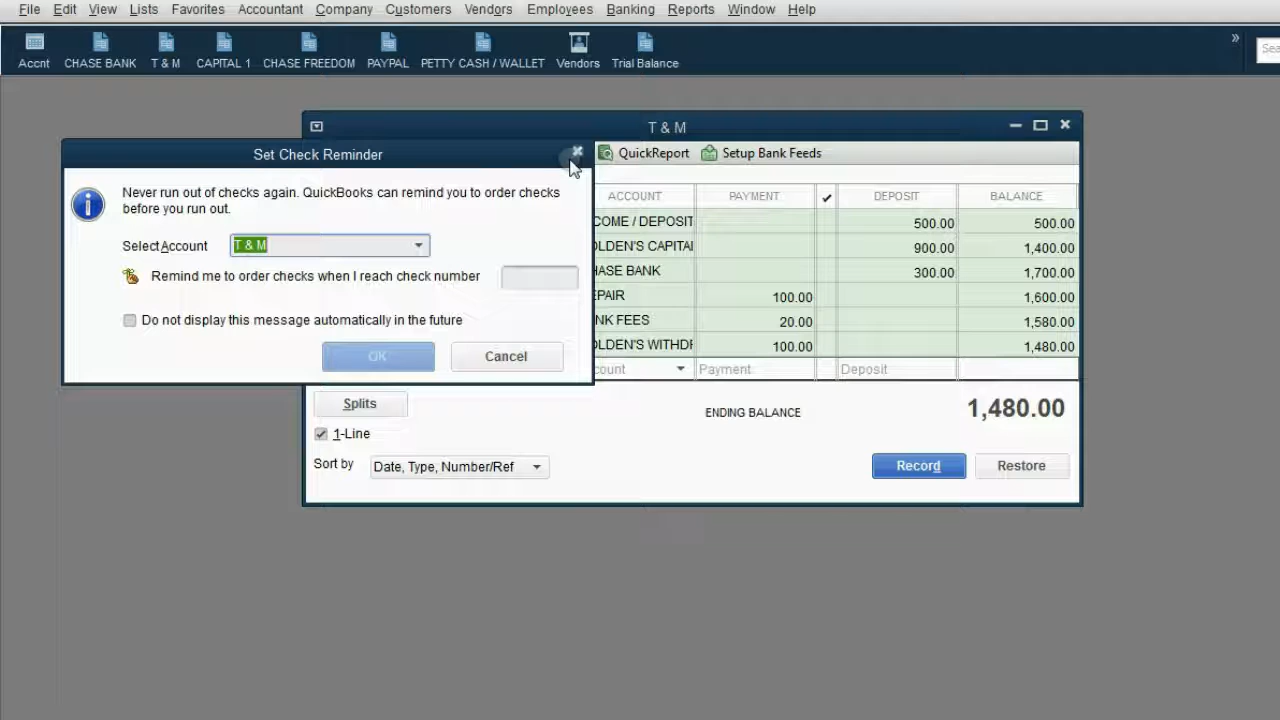 File Edit View Lists Favorites Accountant Company Customers Vendors Employees Banking Reports Window Help
Accnt CHASE BANK T & M CAPITAL 1 CHASE FREEDOM PAYPAL PETTY CASH / WALLET Vendors Trial Balance
» Sea
T & M
Set Check Reminder
QuickReport Setup Bank Feeds
Never run out of checks again. QuickBooks can remind you to order checks
before you run out.
Select Account T & M
Remind me to order checks when I reach check number
Do not display this message automatically in the future
OK Cancel
ACCOUNT PAYMENT ✔ DEPOSIT BALANCE
COME / DEPOSIT 500.00 500.00
OLDEN'S CAPITAL 900.00 1,400.00
HASE BANK 300.00 1,700.00
EPAIR 100.00 1,600.00
NK FEES 20.00 1,580.00
OLDEN'S WITHDR 100.00 1,480.00
count Payment Deposit
Splits
ENDING BALANCE 1,480.00
1-Line
Sort by Date, Type, Number/Ref
Record Restore